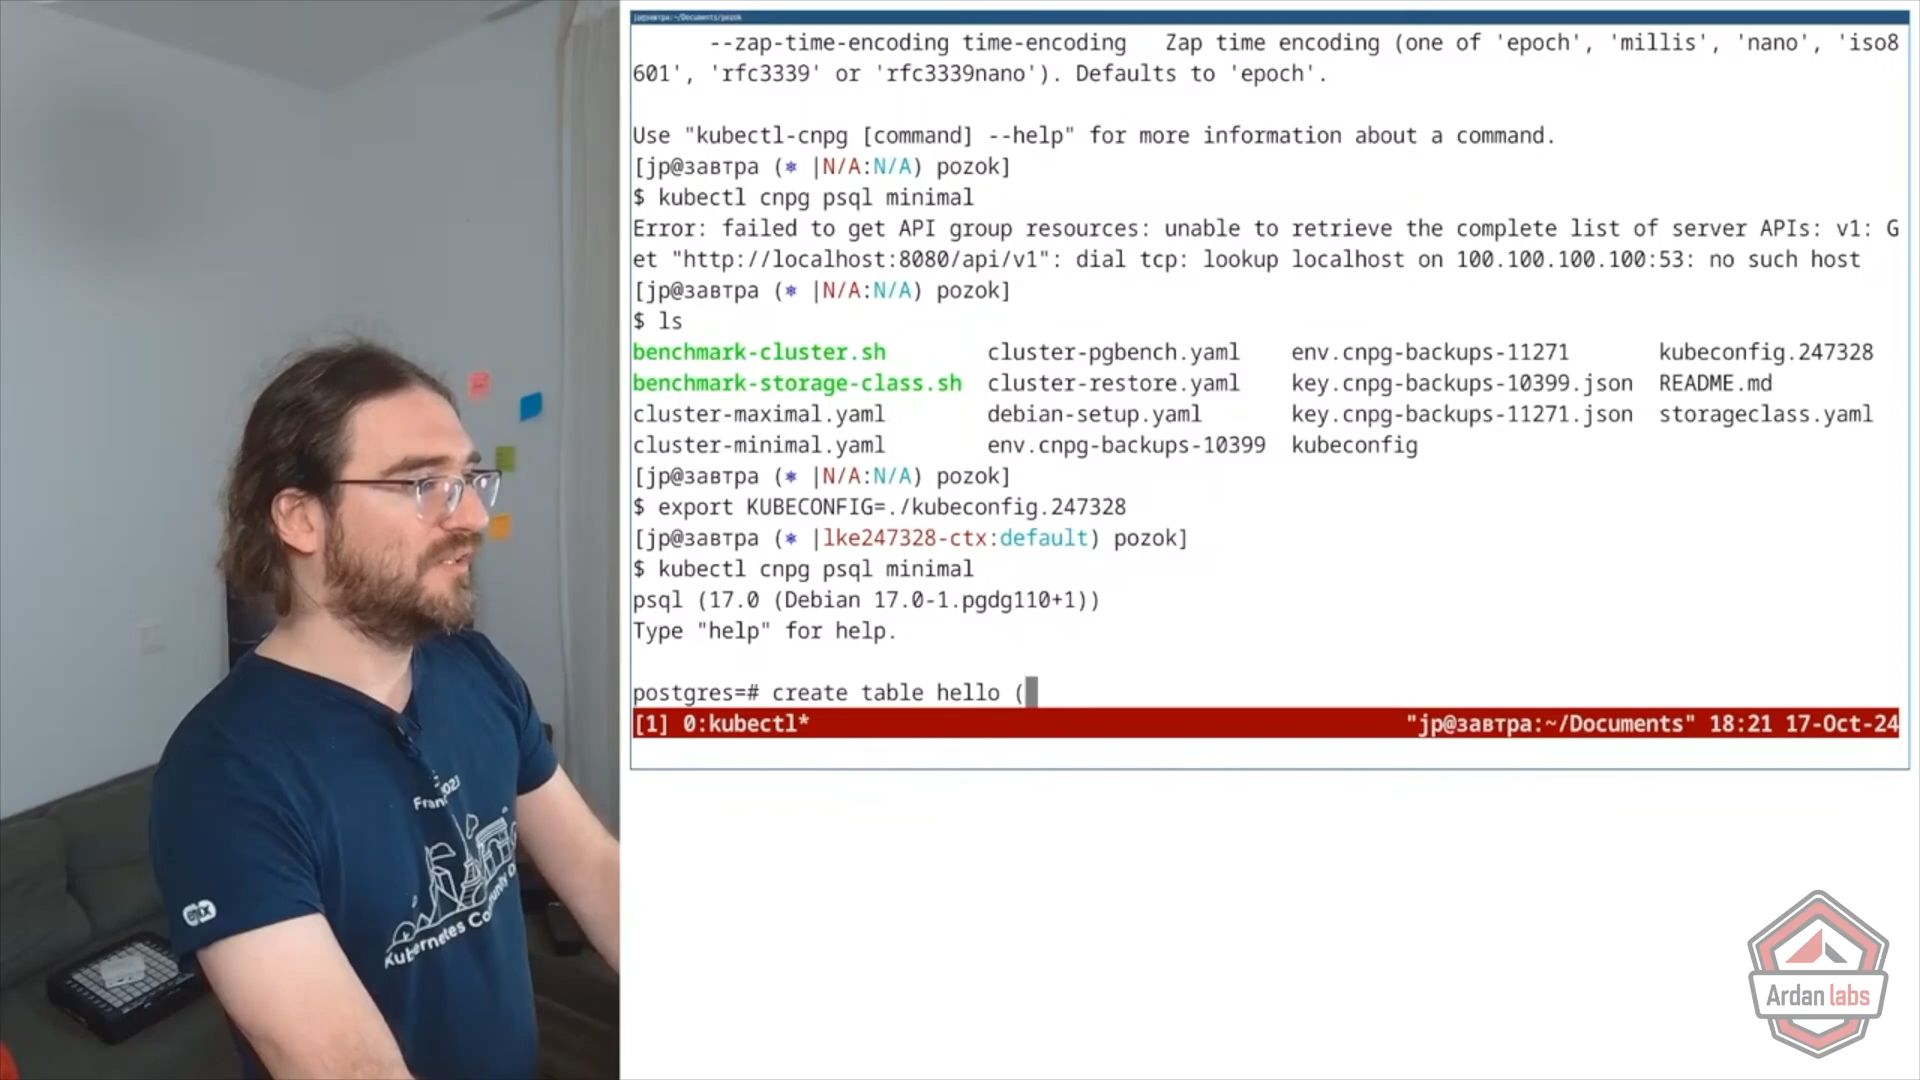 jp@завтра:~/Documents/pozok
--zap-time-encoding time-encoding   Zap time encoding (one of 'epoch', 'millis', 'nano', 'iso8
601', 'rfc3339' or 'rfc3339nano'). Defaults to 'epoch'.
Use "kubectl-cnpg [command] --help" for more information about a command.
[jp@завтра (⎈ |N/A:N/A) pozok]
$ kubectl cnpg psql minimal
Error: failed to get API group resources: unable to retrieve the complete list of server APIs: v1: G
et "http://localhost:8080/api/v1": dial tcp: lookup localhost on 100.100.100.100:53: no such host
[jp@завтра (⎈ |N/A:N/A) pozok]
$ ls
benchmark-cluster.sh cluster-pgbench.yaml env.cnpg-backups-11271 kubeconfig.247328
benchmark-storage-class.sh cluster-restore.yaml key.cnpg-backups-10399.json README.md
cluster-maximal.yaml debian-setup.yaml key.cnpg-backups-11271.json storageclass.yaml
cluster-minimal.yaml env.cnpg-backups-10399 kubeconfig
[jp@завтра (⎈ |N/A:N/A) pozok]
$ export KUBECONFIG=./kubeconfig.247328
[jp@завтра (⎈ |lke247328-ctx:default) pozok]
$ kubectl cnpg psql minimal
psql (17.0 (Debian 17.0-1.pgdg110+1))
Type "help" for help.
postgres=# create table hello (
[1] 0:kubectl* "jp@завтра:~/Documents" 18:21 17-Oct-24
enix
Kubernetes
Ardan labs